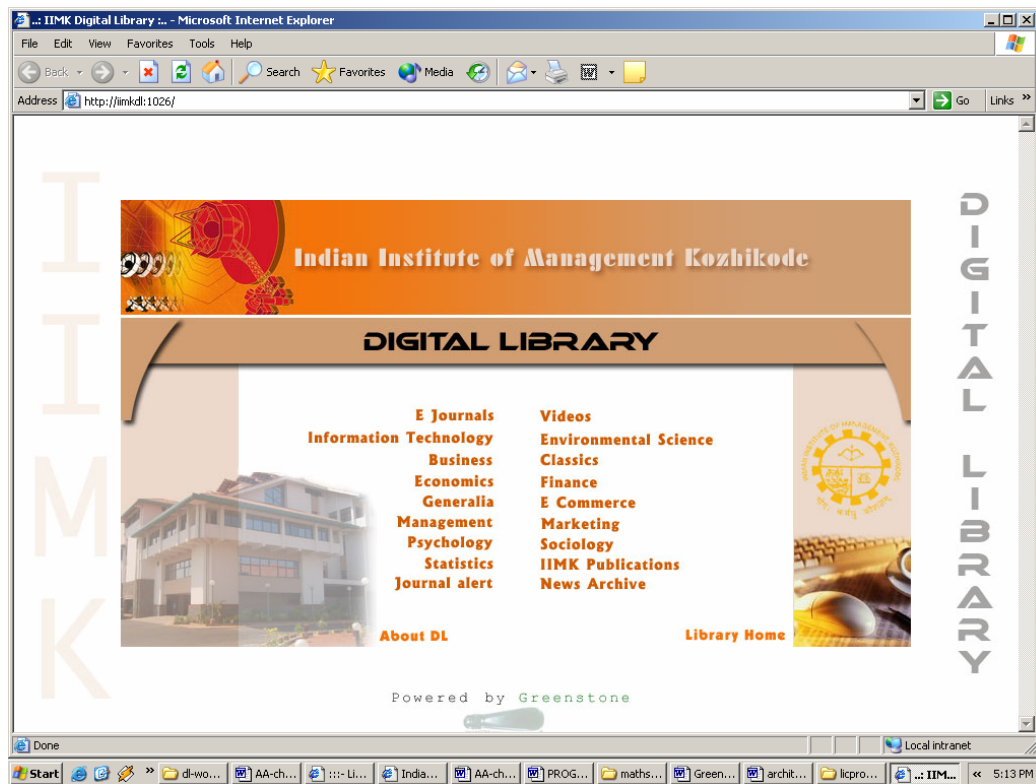 ..: IIMK Digital Library :.. - Microsoft Internet Explorer
File Edit View Favorites Tools Help
Back Search Favorites Media
Address http://iimkdl:1026/ Go Links »
IIMK
Indian Institute of Management Kozhikode
DIGITAL LIBRARY
E Journals Videos
Information Technology Environmental Science
Business Classics
Economics Finance
Generalia E Commerce
Management Marketing
Psychology Sociology
Statistics IIMK Publications
Journal alert News Archive
About DL Library Home
DIGITAL LIBRARY
Powered by Greenstone
Done Local intranet
Start » dl-wo... AA-ch... :::- Li... India... AA-ch... PROG... maths... Green... archit... licpro... ..: IIM... « 5:13 PM